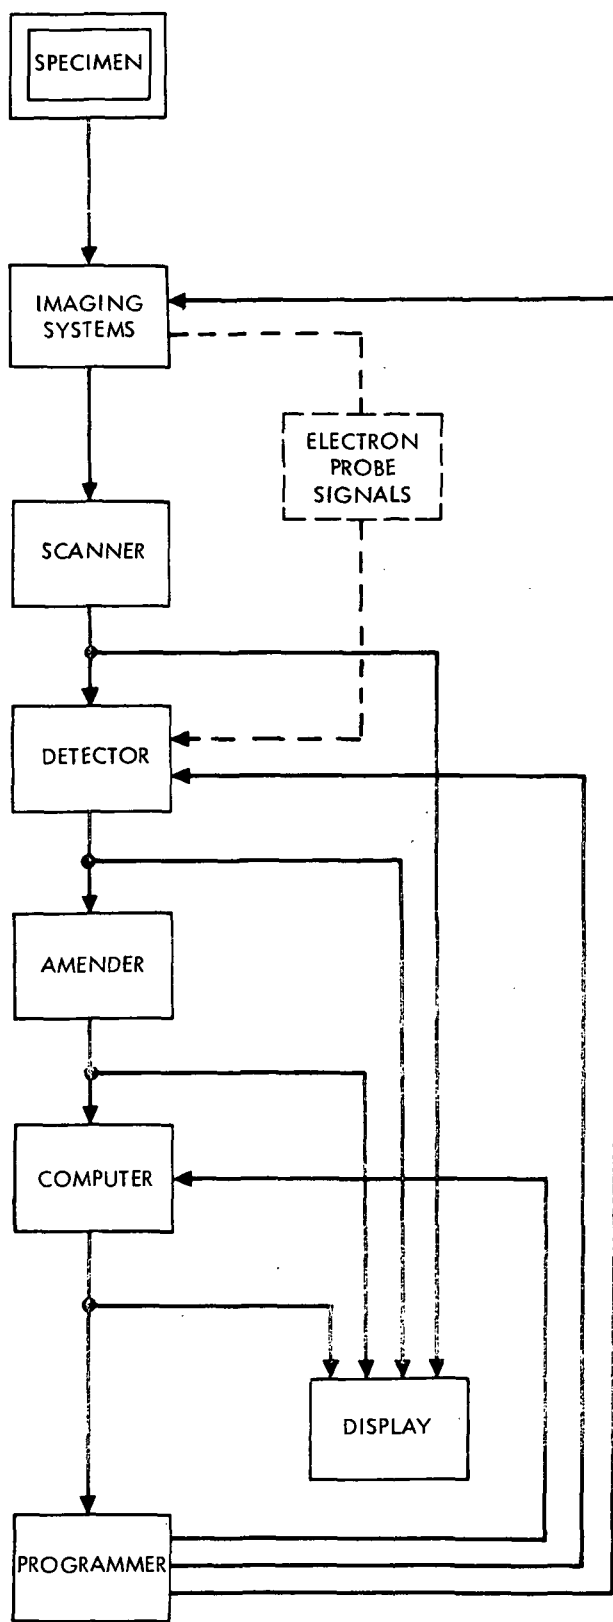 SPECIMEN
IMAGING
SYSTEMS
ELECTRON
PROBE
SIGNALS
SCANNER
DETECTOR
AMENDER
COMPUTER
DISPLAY
PROGRAMMER